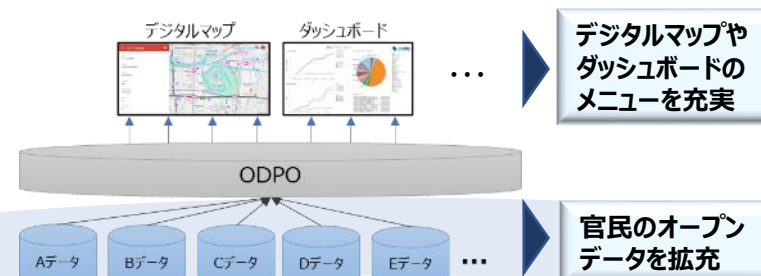 デジタルマップ
ダッシュボード
…
デジタルマップや
ダッシュボードの
メニューを充実
ODPO
Aデータ
Bデータ
Cデータ
Dデータ
Eデータ
…
官民のオープン
データを拡充